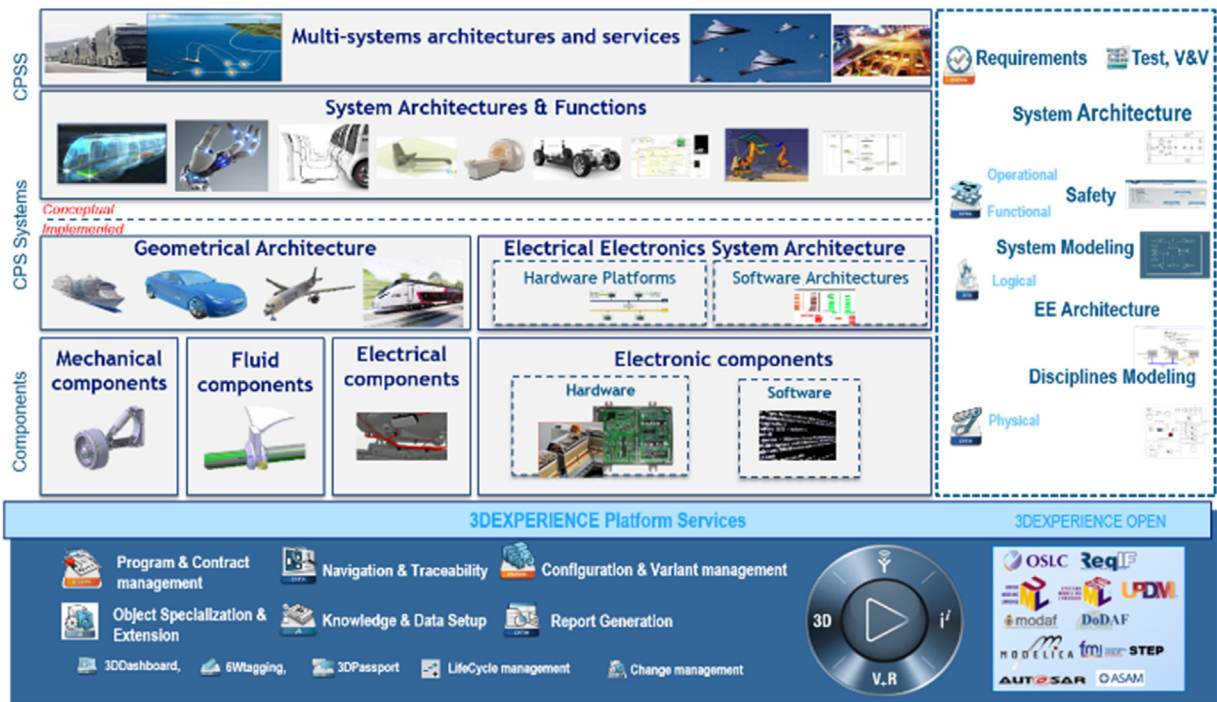 CPSS
Multi-systems architectures and services
CPS Systems
System Architectures & Functions
Conceptual
Implemented
Geometrical Architecture
Electrical Electronics System Architecture
Hardware Platforms
Software Architectures
Components
Mechanical
components
Fluid
components
Electrical
components
Electronic components
Hardware
Software
Requirements
Test, V&V
System Architecture
Operational
Safety
Functional
System Modeling
Logical
EE Architecture
Disciplines Modeling
Physical
3DEXPERIENCE Platform Services
3DEXPERIENCE OPEN
Program & Contract
management
Navigation & Traceability
Configuration & Variant management
Object Specialization &
Extension
Knowledge & Data Setup
Report Generation
3DDashboard,
6Wtagging,
3DPassport
LifeCycle management
Change management
3D
i
V+R
OSLC
ReqIF
UPDM
modaf
DoDAF
MODELICA
fmi
STEP
AUTOSAR
ASAM